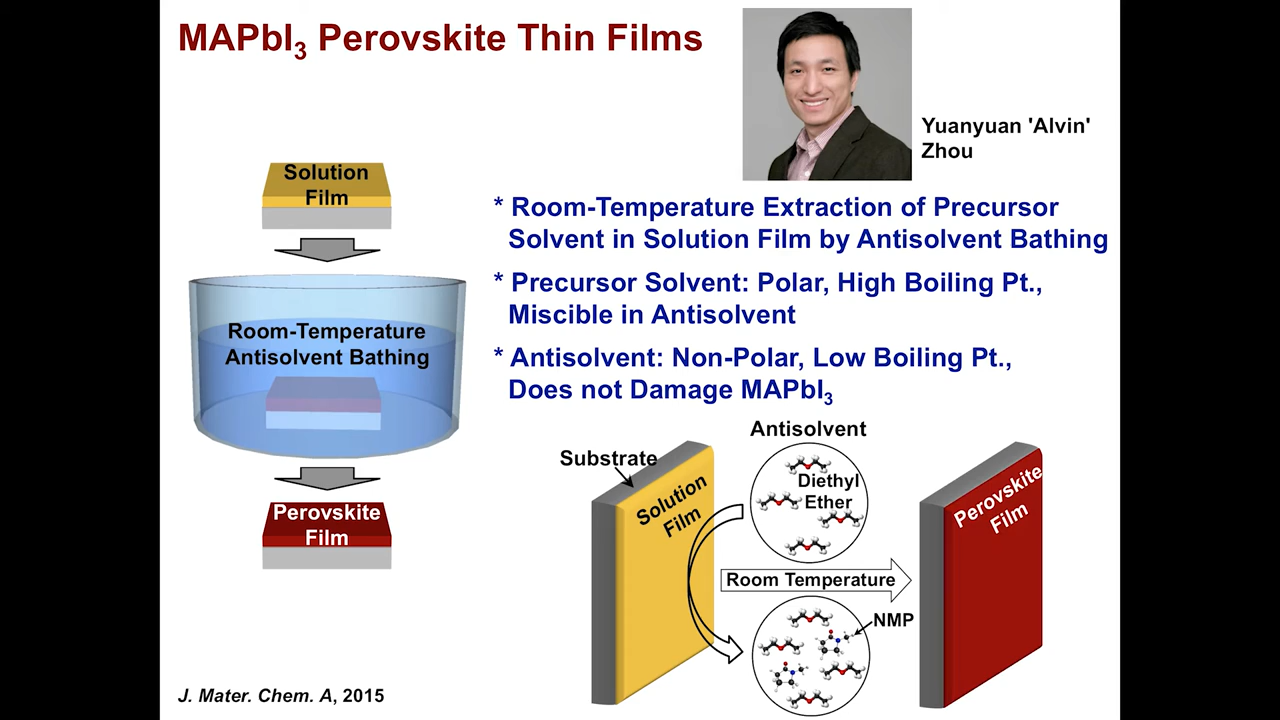 MAPbI3 Perovskite Thin Films
Yuanyuan 'Alvin'
Zhou
Solution
Film
Room-Temperature
Antisolvent Bathing
Perovskite
Film
* Room-Temperature Extraction of Precursor
Solvent in Solution Film by Antisolvent Bathing
* Precursor Solvent: Polar, High Boiling Pt.,
Miscible in Antisolvent
* Antisolvent: Non-Polar, Low Boiling Pt.,
Does not Damage MAPbI3
Antisolvent
Substrate
Diethyl
Ether
Solution
Film
Perovskite
Film
Room Temperature
NMP
J. Mater. Chem. A, 2015